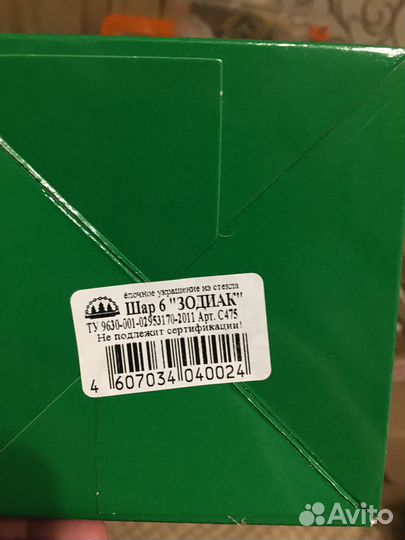 ёлочное украшение из стекла
Шар 6 "ЗОДИАК"
ТУ 9630-001-02953170-2011 Арт. С475
Не подлежит сертификации!
4 607034 040024
Avito